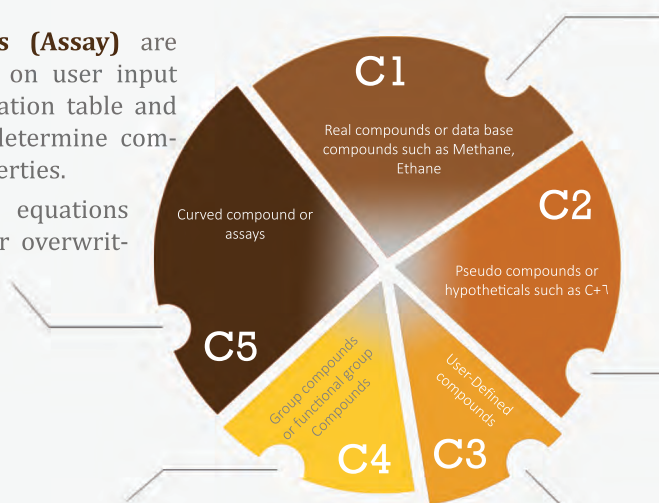 s (Assay) are
on user input
ation table and
determine com-
erties.
equations
r overwrit-
C1
Real compounds or data base
compounds such as Methane,
Ethane
C2
Pseudo compounds or
hypotheticals such as C+٦
User-Defined
compounds
C3
Group compounds
or functional group
Compounds
C4
Curved compound or
assays
C5